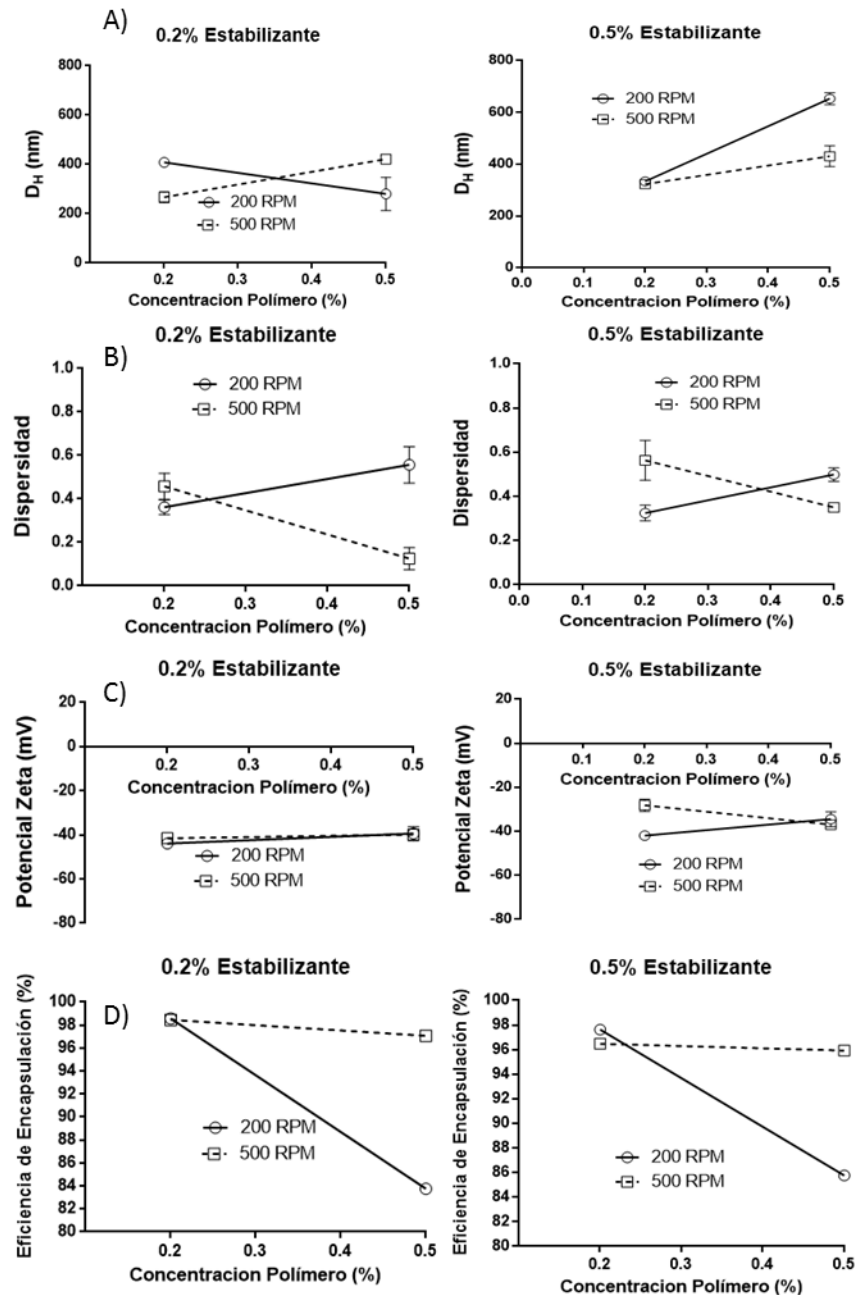 A)
0.2% Estabilizante
800
600
400
200
0
D_H (nm)
200 RPM
500 RPM
0.2 0.3 0.4 0.5
Concentracion Polímero (%)
0.5% Estabilizante
800
600
400
200
0
D_H (nm)
200 RPM
500 RPM
0.0 0.1 0.2 0.3 0.4 0.5
Concentracion Polímero (%)
B)
0.2% Estabilizante
1.0
0.8
0.6
0.4
0.2
0.0
Dispersidad
200 RPM
500 RPM
0.2 0.3 0.4 0.5
Concentracion Polímero (%)
0.5% Estabilizante
1.0
0.8
0.6
0.4
0.2
0.0
Dispersidad
200 RPM
500 RPM
0.0 0.1 0.2 0.3 0.4 0.5
Concentracion Polímero (%)
C)
0.2% Estabilizante
20
0
-20
-40
-60
-80
Potencial Zeta (mV)
0.2 0.3 0.4 0.5
Concentracion Polímero (%)
200 RPM
500 RPM
0.5% Estabilizante
20
0
-20
-40
-60
-80
Potencial Zeta (mV)
0.1 0.2 0.3 0.4 0.5
Concentracion Polímero (%)
200 RPM
500 RPM
D)
0.2% Estabilizante
100
98
96
94
92
90
88
86
84
82
80
Eficiencia de Encapsulación (%)
200 RPM
500 RPM
0.2 0.3 0.4 0.5
Concentracion Polímero (%)
0.5% Estabilizante
100
98
96
94
92
90
88
86
84
82
80
Eficiencia de Encapsulación (%)
200 RPM
500 RPM
0.2 0.3 0.4 0.5
Concentracion Polímero (%)